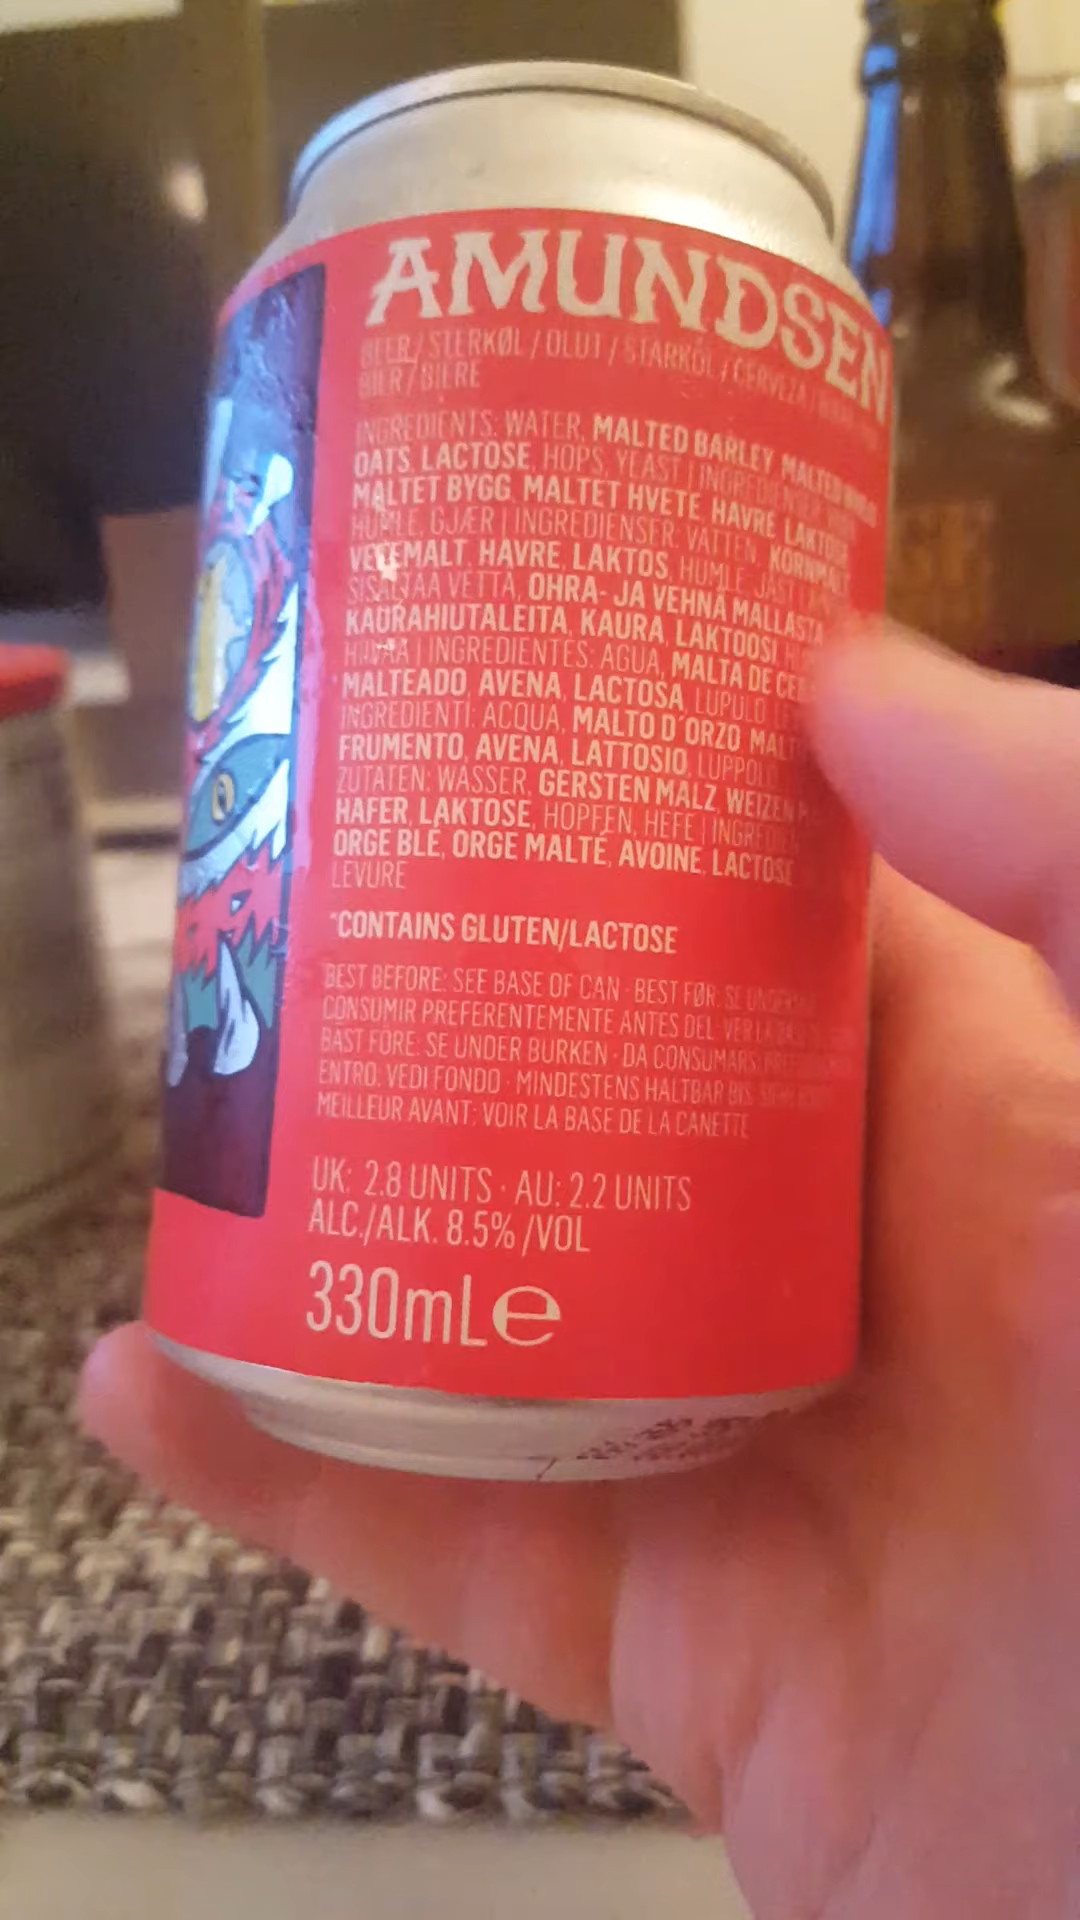 AMUNDSEN
BEER / STERKØL / OLUT / STARKÖL / CERVEZA /
BIER / BIERE
INGREDIENTS: WATER, MALTED BARLEY, MALTED
OATS, LACTOSE, HOPS, YEAST |
MALTET BYGG, MALTET HVETE, HAVRE, LAKTOSE,
HUMLE, GJÆR | INGREDIENSER: VATTEN, KORNMALT,
VETEMALT, HAVRE, LAKTOS, HUMLE, JÄST |
SISÄLTÄÄ VETTÄ, OHRA- JA VEHNÄ MALLASTA,
KAURAHIUTALEITA, KAURA, LAKTOOSI,
HIIVAA | INGREDIENTES: AGUA, MALTA DE
MALTEADO, AVENA, LACTOSA, LUPULO,
INGREDIENTI: ACQUA, MALTO D´ORZO,
FRUMENTO, AVENA, LATTOSIO, LUPPOLO,
ZUTATEN: WASSER, GERSTEN MALZ, WEIZEN
HAFER, LAKTOSE, HOPFEN, HEFE |
ORGE BLÉ, ORGE MALTÉ, AVOINE, LACTOSE,
LEVURE
*CONTAINS GLUTEN/LACTOSE
BEST BEFORE: SEE BASE OF CAN · BEST FØR: SE
CONSUMIR PREFERENTEMENTE ANTES DEL: VER LA
BÄST FÖRE: SE UNDER BURKEN · DA CONSUMARSI
ENTRO: VEDI FONDO · MINDESTENS HALTBAR BIS:
MEILLEUR AVANT: VOIR LA BASE DE LA CANETTE
UK: 2.8 UNITS · AU: 2.2 UNITS
ALC./ALK. 8.5% /VOL
330mL e